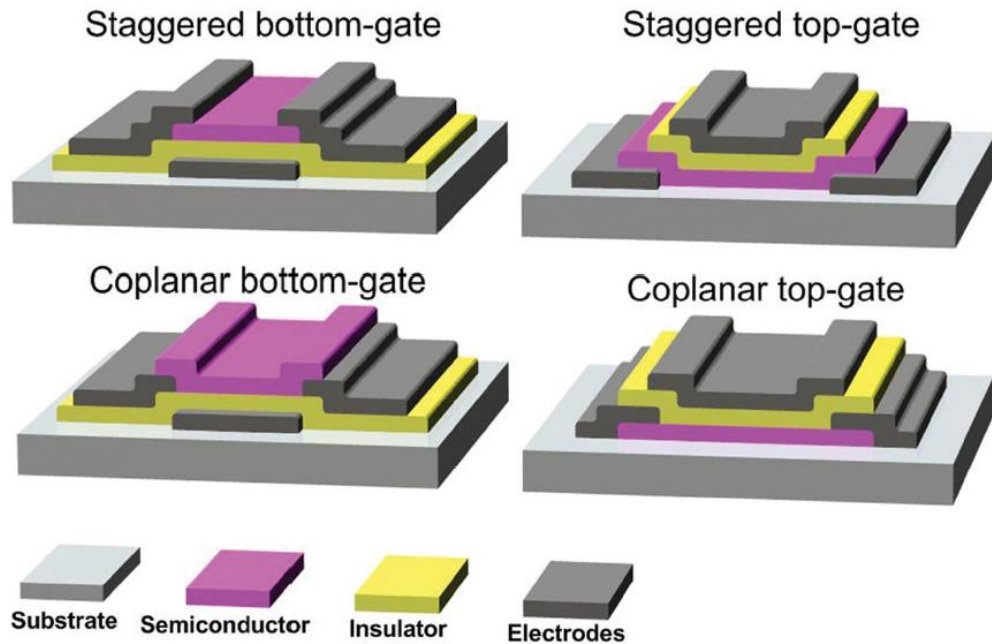 Staggered bottom-gate
Staggered top-gate
Coplanar bottom-gate
Coplanar top-gate
Substrate
Semiconductor
Insulator
Electrodes